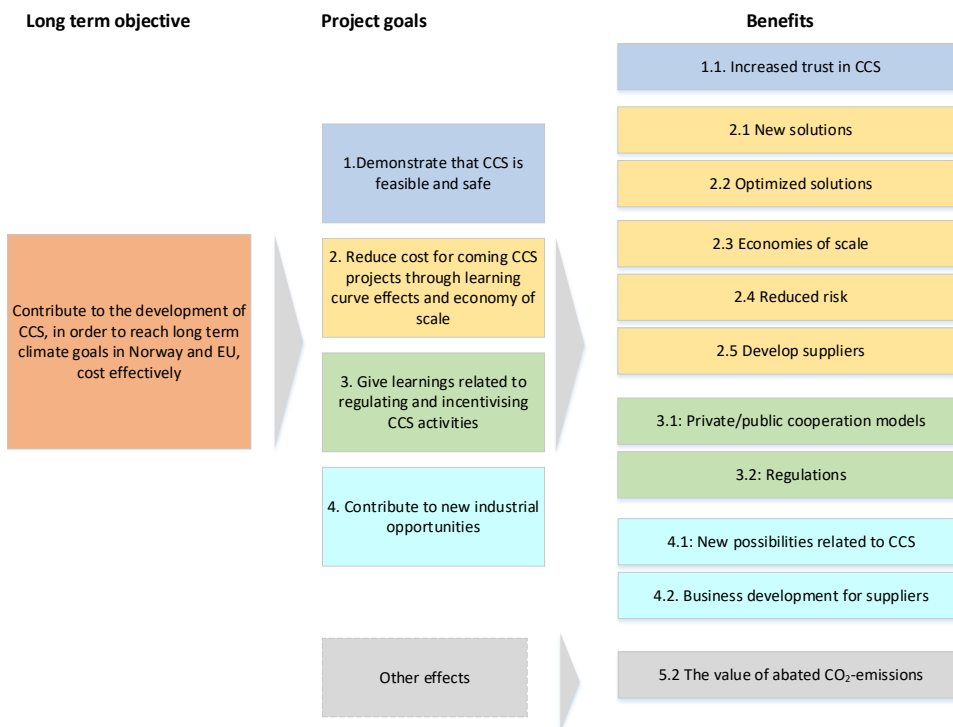 Long term objective
Project goals
Benefits
Contribute to the development of
CCS, in order to reach long term
climate goals in Norway and EU,
cost effectively
1.Demonstrate that CCS is
feasible and safe
2. Reduce cost for coming CCS
projects through learning
curve effects and economy of
scale
3. Give learnings related to
regulating and incentivising
CCS activities
4. Contribute to new industrial
opportunities
Other effects
1.1. Increased trust in CCS
2.1 New solutions
2.2 Optimized solutions
2.3 Economies of scale
2.4 Reduced risk
2.5 Develop suppliers
3.1: Private/public cooperation models
3.2: Regulations
4.1: New possibilities related to CCS
4.2. Business development for suppliers
5.2 The value of abated CO₂-emissions